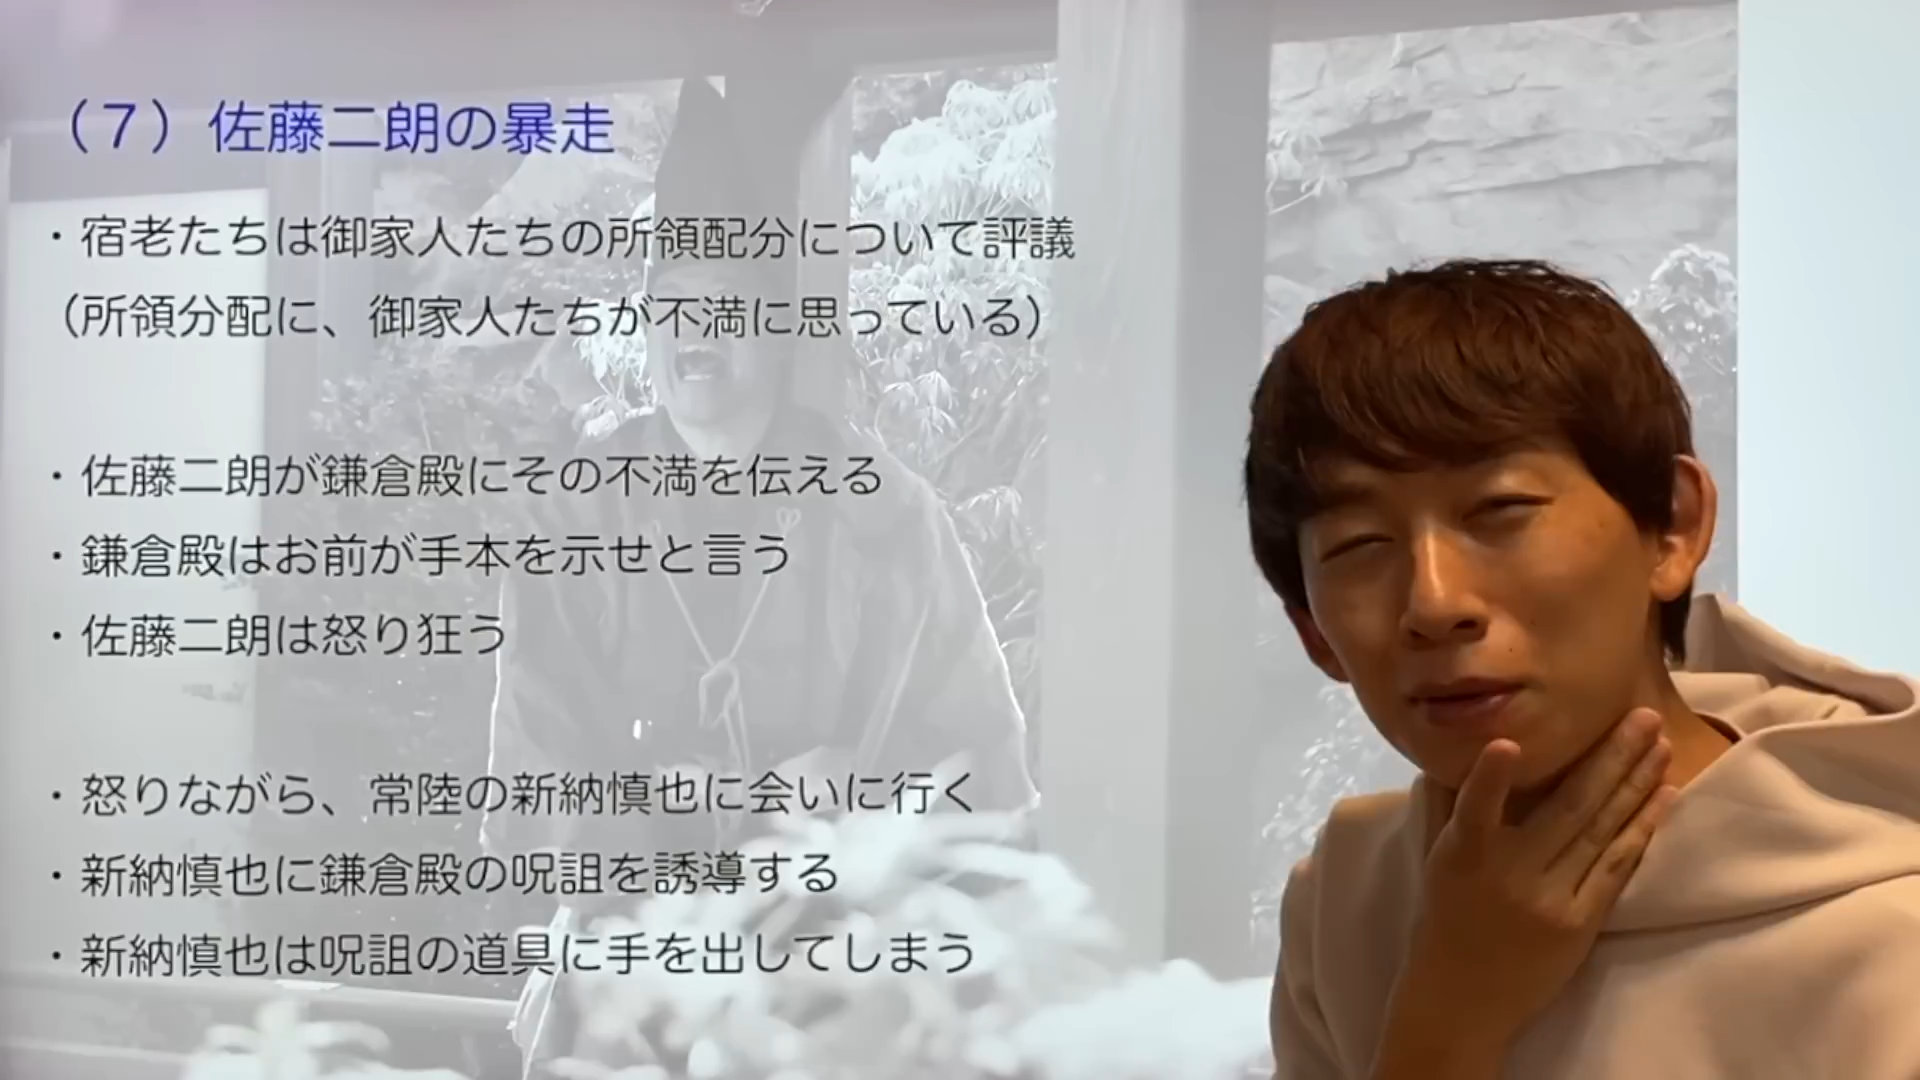 （７）佐藤二朗の暴走
・宿老たちは御家人たちの所領配分について評議
（所領分配に、御家人たちが不満に思っている）
・佐藤二朗が鎌倉殿にその不満を伝える
・鎌倉殿はお前が手本を示せと言う
・佐藤二朗は怒り狂う
・怒りながら、常陸の新納慎也に会いに行く
・新納慎也に鎌倉殿の呪詛を誘導する
・新納慎也は呪詛の道具に手を出してしまう